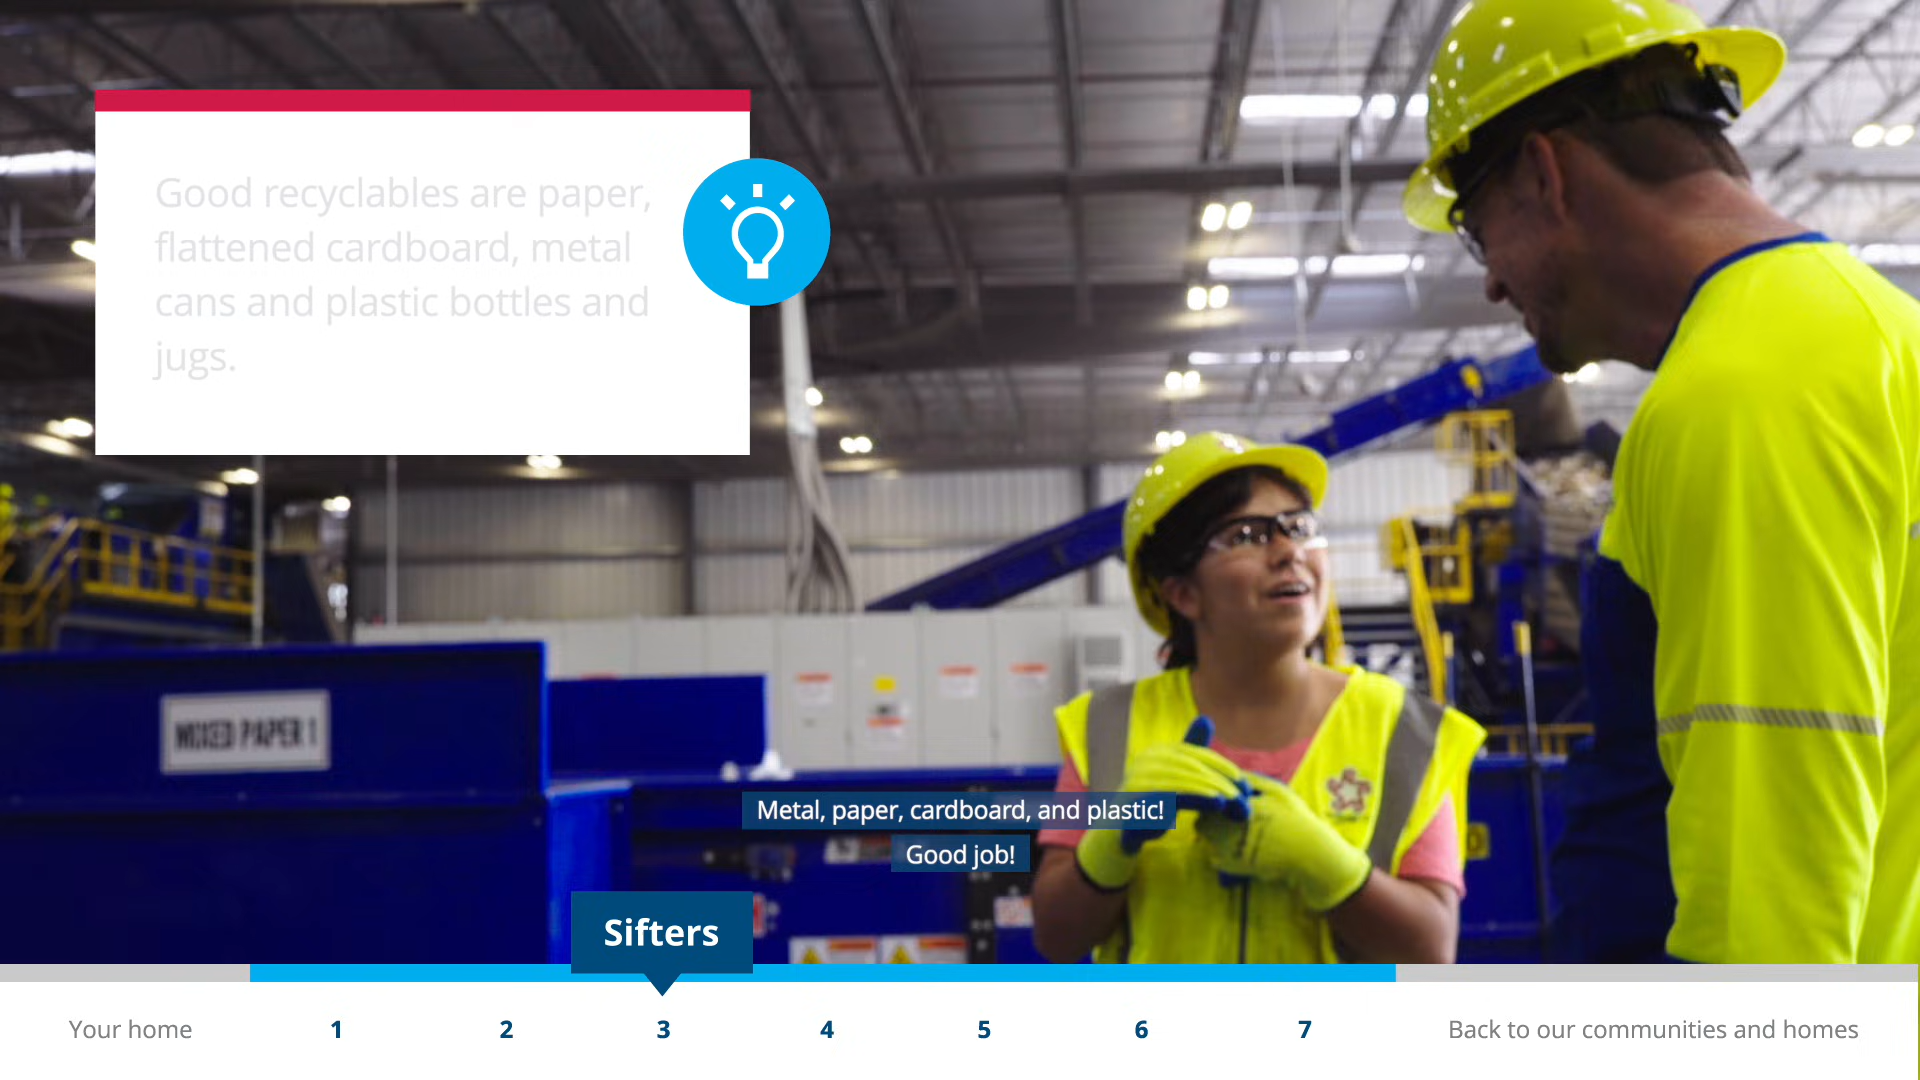 Good recyclables are paper,
flattened cardboard, metal
cans and plastic bottles and
jugs.
MIXED PAPER 1
Metal, paper, cardboard, and plastic!
Good job!
Sifters
Your home
1
2
3
4
5
6
7
Back to our communities and homes